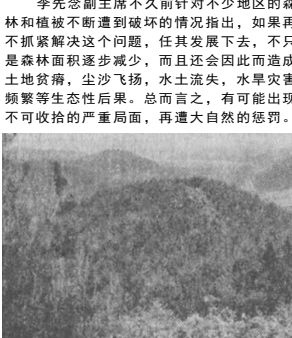 李先念副主席不久前针对不少地区的森
林和植被不断遭到破坏的情况指出，如果再
不抓紧解决这个问题，任其发展下去，不只
是森林面积逐步减少，而且还会因此而造成
土地贫瘠，尘沙飞扬，水土流失，水旱灾害
频繁等生态性后果。总而言之，有可能出现
不可收拾的严重局面，再遭大自然的惩罚。